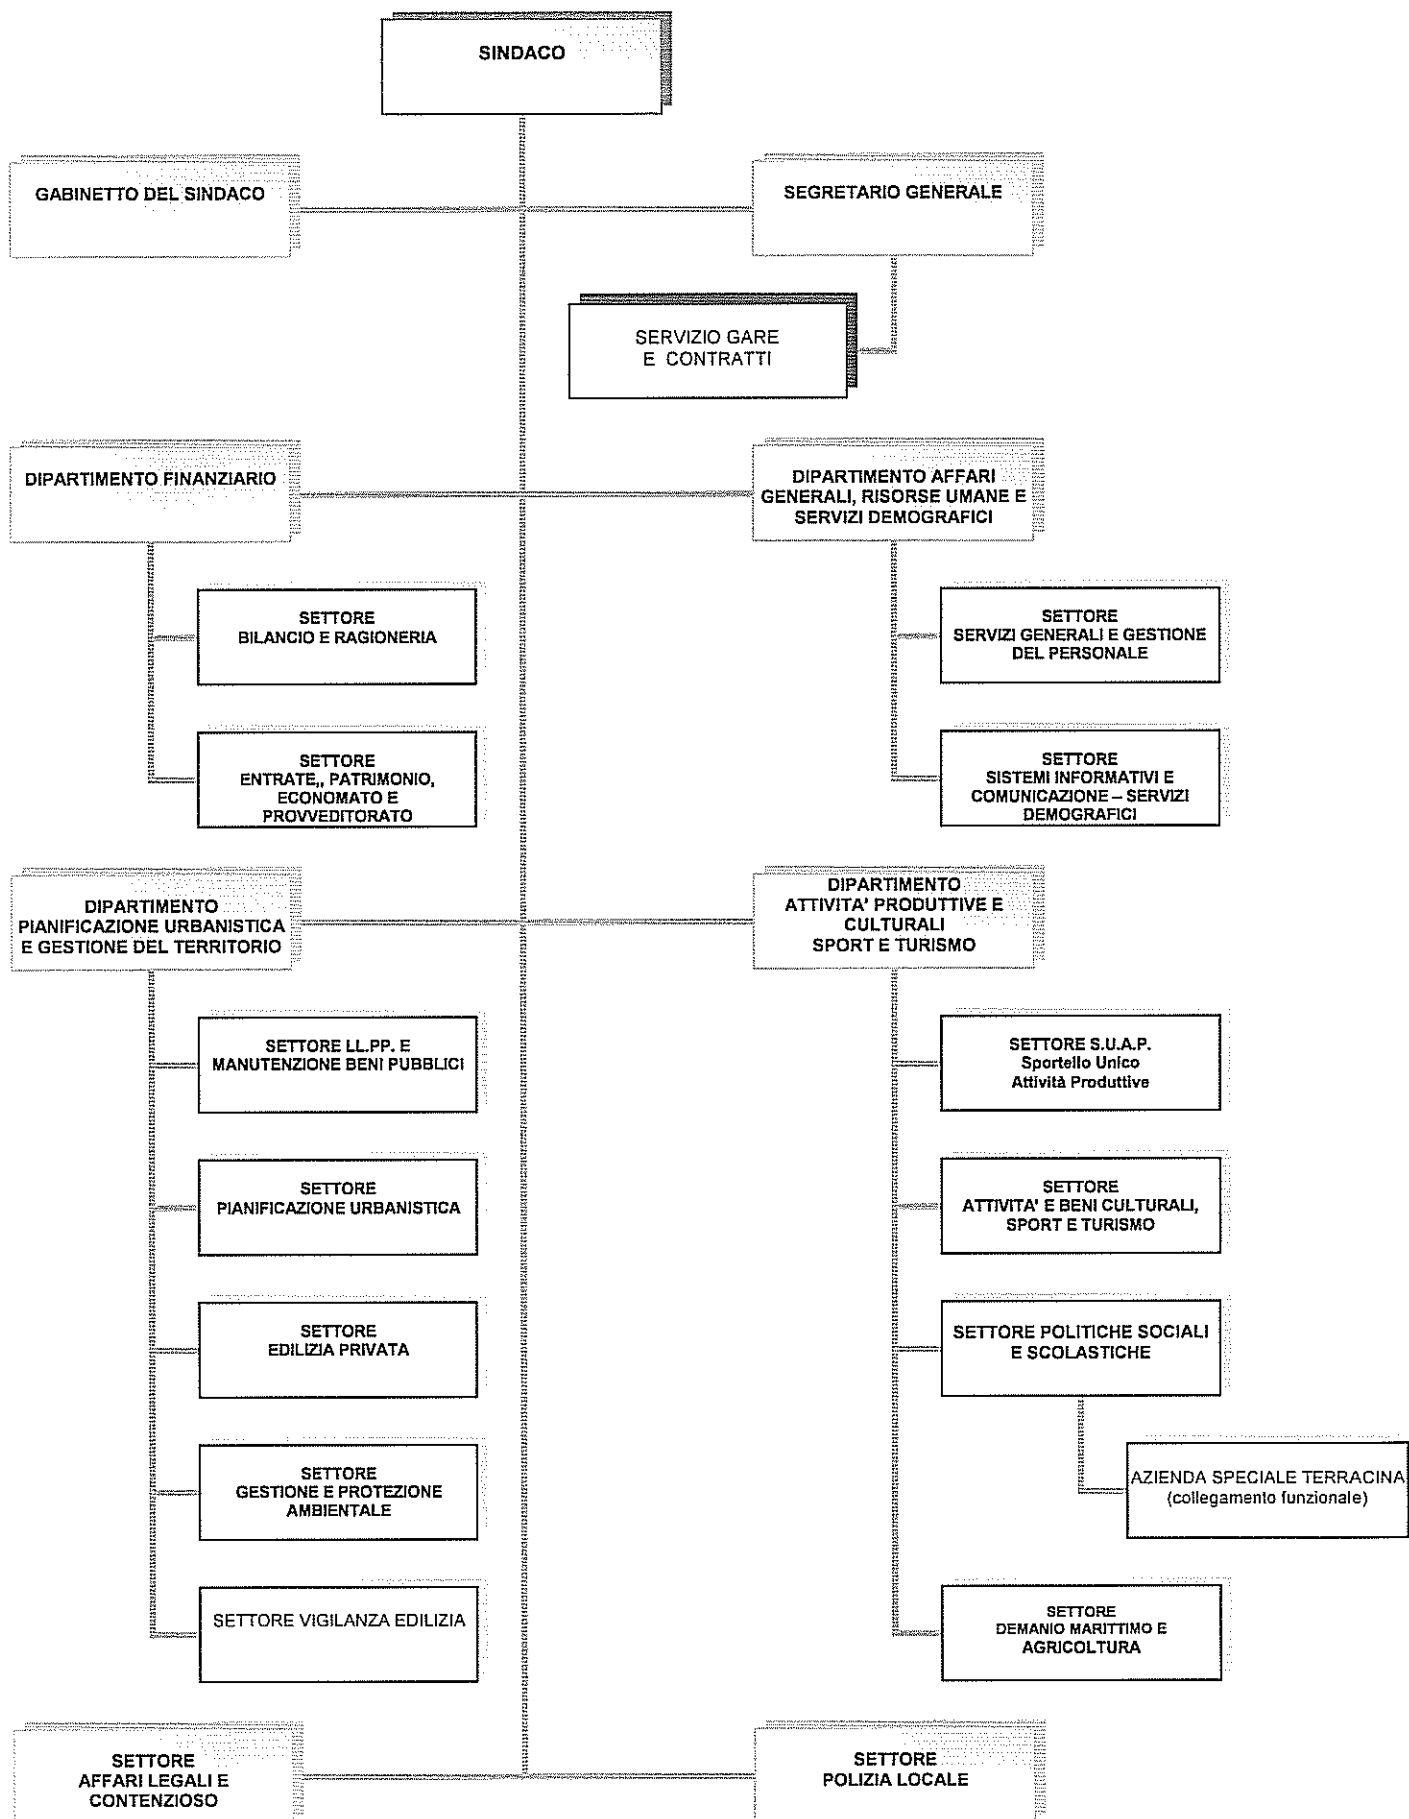 SINDACO
GABINETTO DEL SINDACO
SEGRETARIO GENERALE
SERVIZIO GARE
E CONTRATTI
DIPARTIMENTO FINANZIARIO
DIPARTIMENTO AFFARI
GENERALI, RISORSE UMANE E
SERVIZI DEMOGRAFICI
SETTORE
BILANCIO E RAGIONERIA
SETTORE
SERVIZI GENERALI E GESTIONE
DEL PERSONALE
SETTORE
ENTRATE,, PATRIMONIO,
ECONOMATO E
PROVVEDITORATO
SETTORE
SISTEMI INFORMATIVI E
COMUNICAZIONE – SERVIZI
DEMOGRAFICI
DIPARTIMENTO
PIANIFICAZIONE URBANISTICA
E GESTIONE DEL TERRITORIO
DIPARTIMENTO
ATTIVITA' PRODUTTIVE E
CULTURALI
SPORT E TURISMO
SETTORE LL.PP. E
MANUTENZIONE BENI PUBBLICI
SETTORE S.U.A.P.
Sportello Unico
Attività Produttive
SETTORE
PIANIFICAZIONE URBANISTICA
SETTORE
ATTIVITA' E BENI CULTURALI,
SPORT E TURISMO
SETTORE
EDILIZIA PRIVATA
SETTORE POLITICHE SOCIALI
E SCOLASTICHE
SETTORE
GESTIONE E PROTEZIONE
AMBIENTALE
AZIENDA SPECIALE TERRACINA
(collegamento funzionale)
SETTORE VIGILANZA EDILIZIA
SETTORE
DEMANIO MARITTIMO E
AGRICOLTURA
SETTORE
AFFARI LEGALI E
CONTENZIOSO
SETTORE
POLIZIA LOCALE